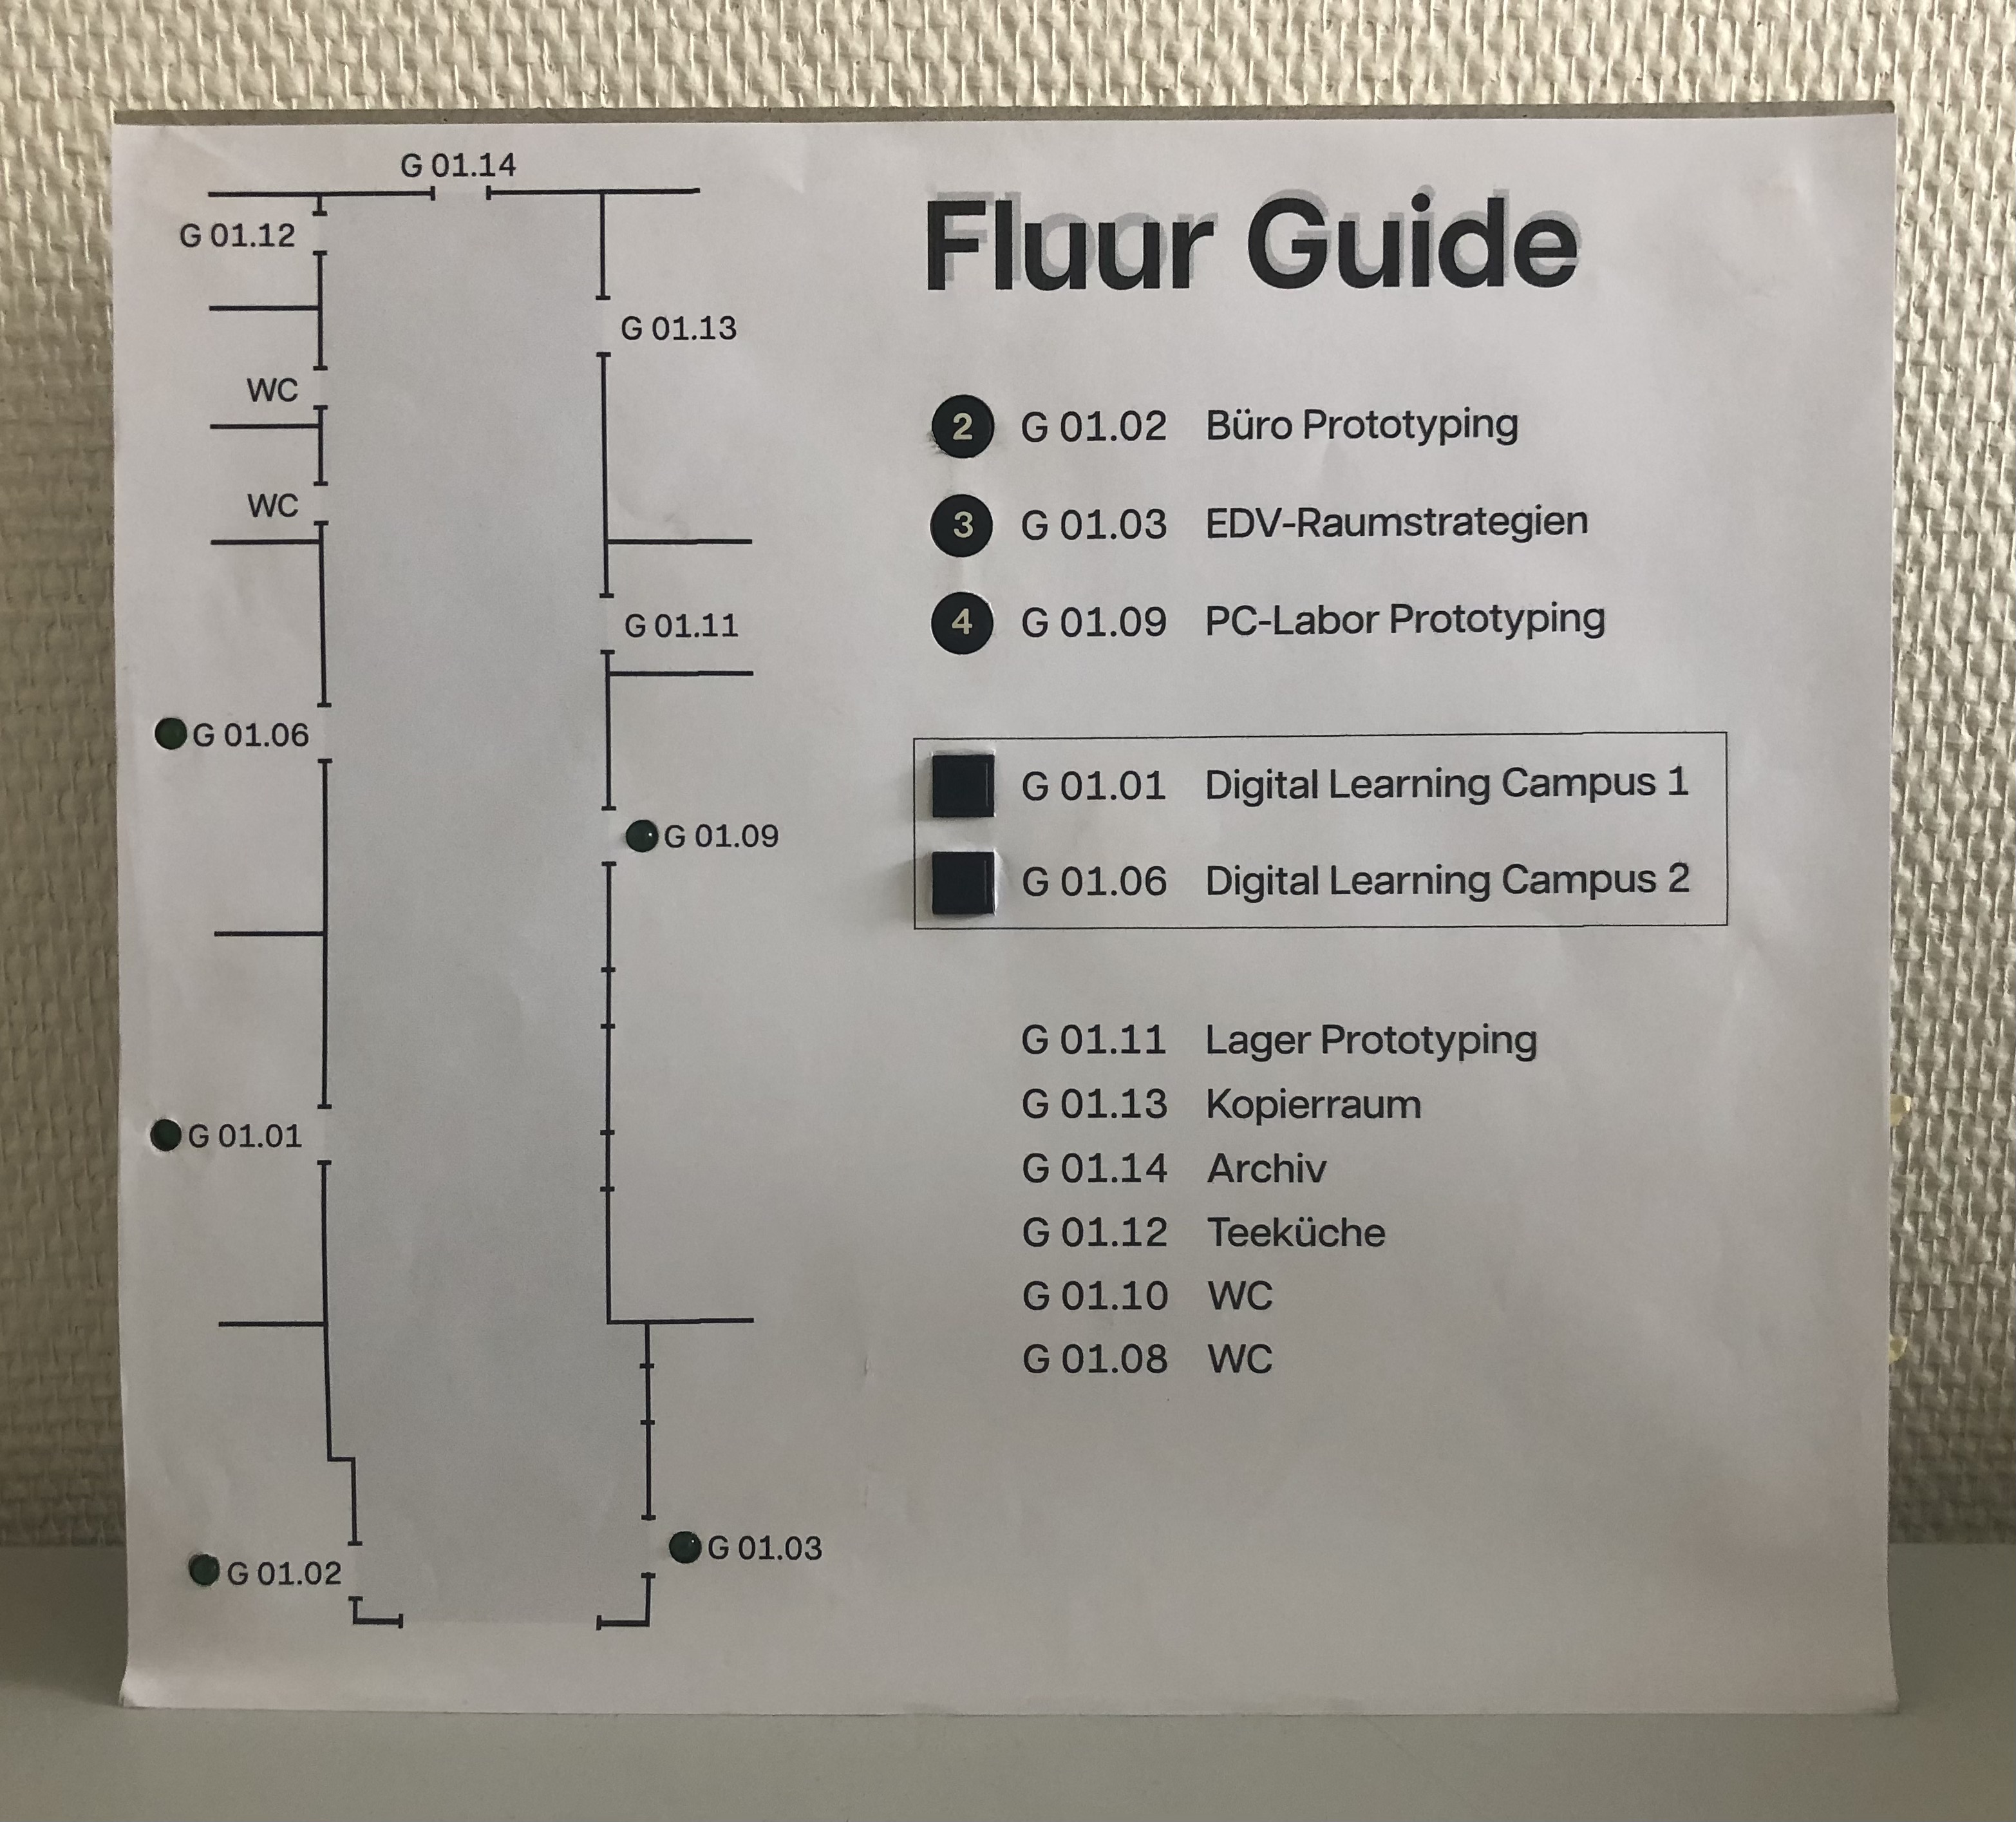 G 01.14
G 01.12
G 01.13
WC
WC
G 01.11
G 01.06
G 01.09
G 01.01
G 01.02
G 01.03
Fluur Guide
2 G 01.02 Büro Prototyping
3 G 01.03 EDV-Raumstrategien
4 G 01.09 PC-Labor Prototyping
G 01.01 Digital Learning Campus 1
G 01.06 Digital Learning Campus 2
G 01.11 Lager Prototyping
G 01.13 Kopierraum
G 01.14 Archiv
G 01.12 Teeküche
G 01.10 WC
G 01.08 WC